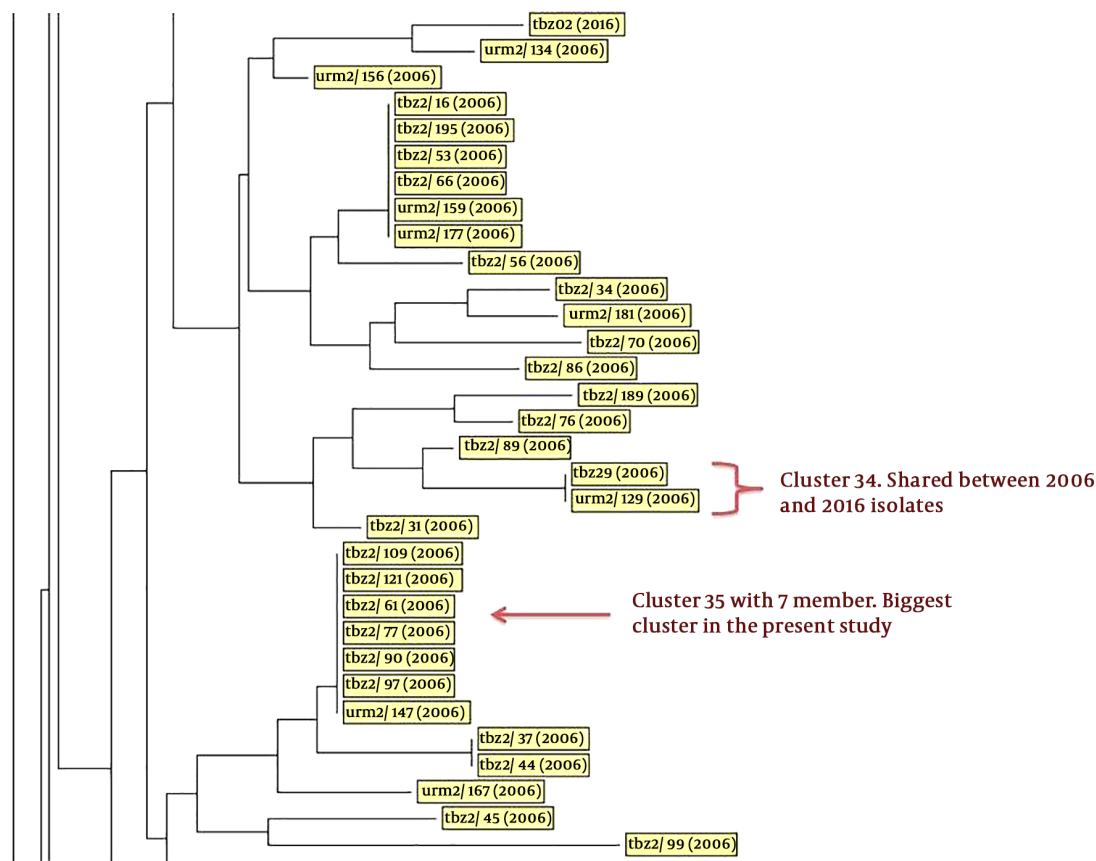 tbz02 (2016)
urm2/ 134 (2006)
urm2/ 156 (2006)
tbz2/ 16 (2006)
tbz2/ 195 (2006)
tbz2/ 53 (2006)
tbz2/ 66 (2006)
urm2/ 159 (2006)
urm2/ 177 (2006)
tbz2/ 56 (2006)
tbz2/ 34 (2006)
urm2/ 181 (2006)
tbz2/ 70 (2006)
tbz2/ 86 (2006)
tbz2/ 189 (2006)
tbz2/ 76 (2006)
tbz2/ 89 (2006)
tbz29 (2006)
urm2/ 129 (2006)
Cluster 34. Shared between 2006
and 2016 isolates
tbz2/ 31 (2006)
tbz2/ 109 (2006)
tbz2/ 121 (2006)
tbz2/ 61 (2006)
tbz2/ 77 (2006)
tbz2/ 90 (2006)
tbz2/ 97 (2006)
urm2/ 147 (2006)
Cluster 35 with 7 member. Biggest
cluster in the present study
tbz2/ 37 (2006)
tbz2/ 44 (2006)
urm2/ 167 (2006)
tbz2/ 45 (2006)
tbz2/ 99 (2006)